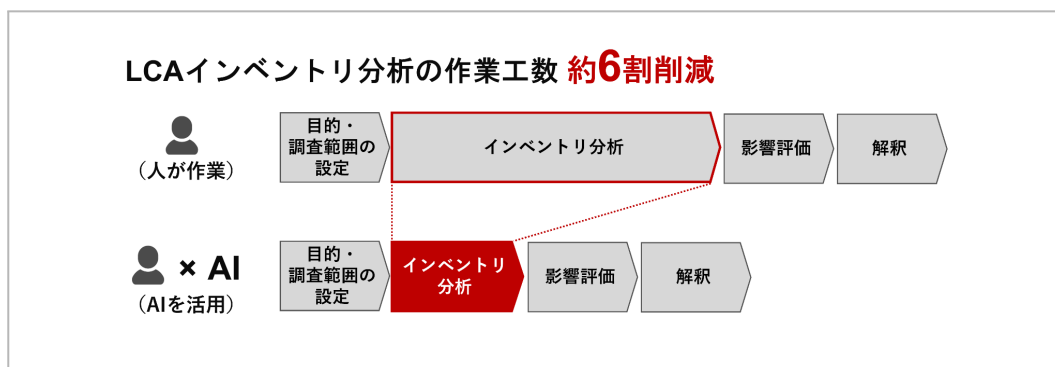 LCAインベントリ分析の作業工数 約6割削減
目的・
調査範囲の
設定
インベントリ分析
影響評価
解釈
(人が作業)
× AI
(AIを活用)
目的・
調査範囲の
設定
インベントリ
分析
影響評価
解釈